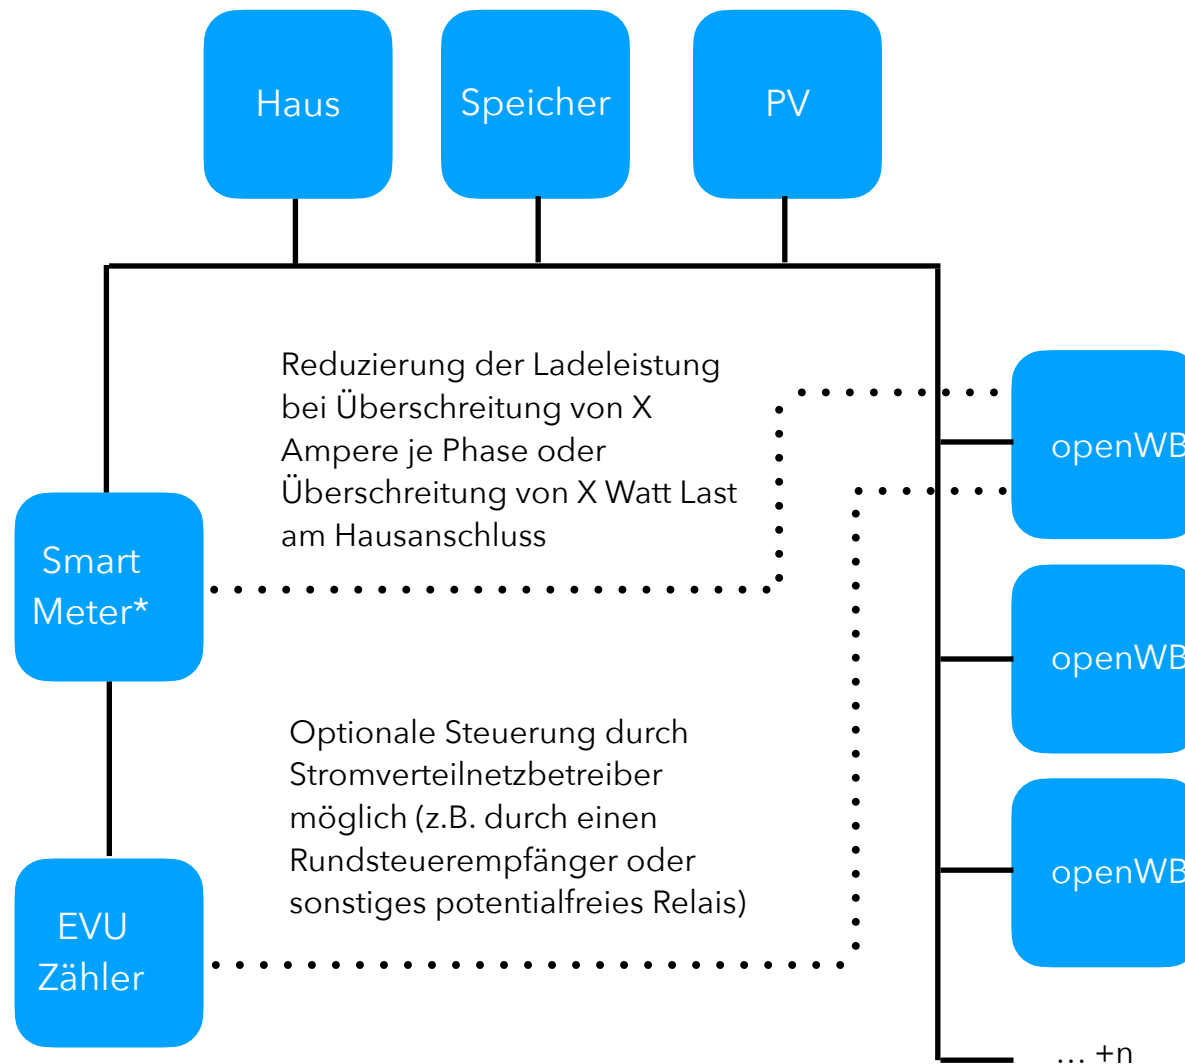 Haus
Speicher
PV
Reduzierung der Ladeleistung
bei Überschreitung von X
Ampere je Phase oder
Überschreitung von X Watt Last
am Hausanschluss
openWB
Smart
Meter*
openWB
Optionale Steuerung durch
Stromverteilnetzbetreiber
möglich (z.B. durch einen
Rundsteuerempfänger oder
sonstiges potentialfreies Relais)
openWB
EVU
Zähler
... +n